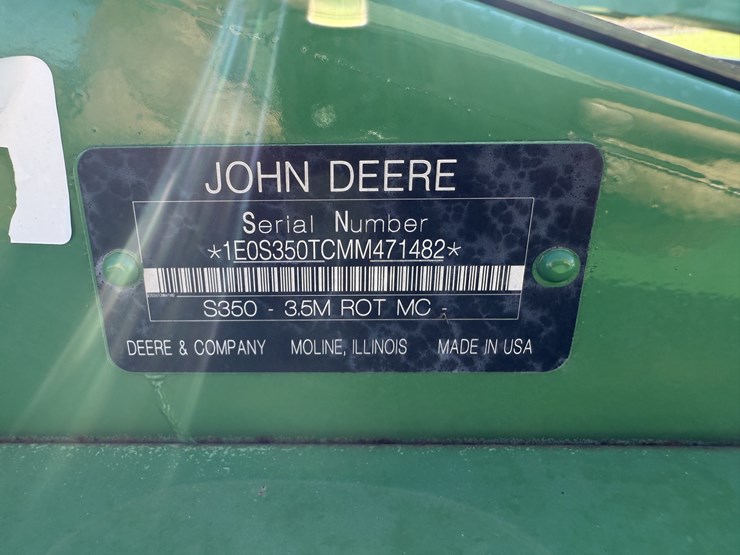 JOHN DEERE
Serial Number
*1E0S350TCMM471482*
S350 - 3.5M ROT MC -
DEERE & COMPANY MOLINE, ILLINOIS MADE IN USA